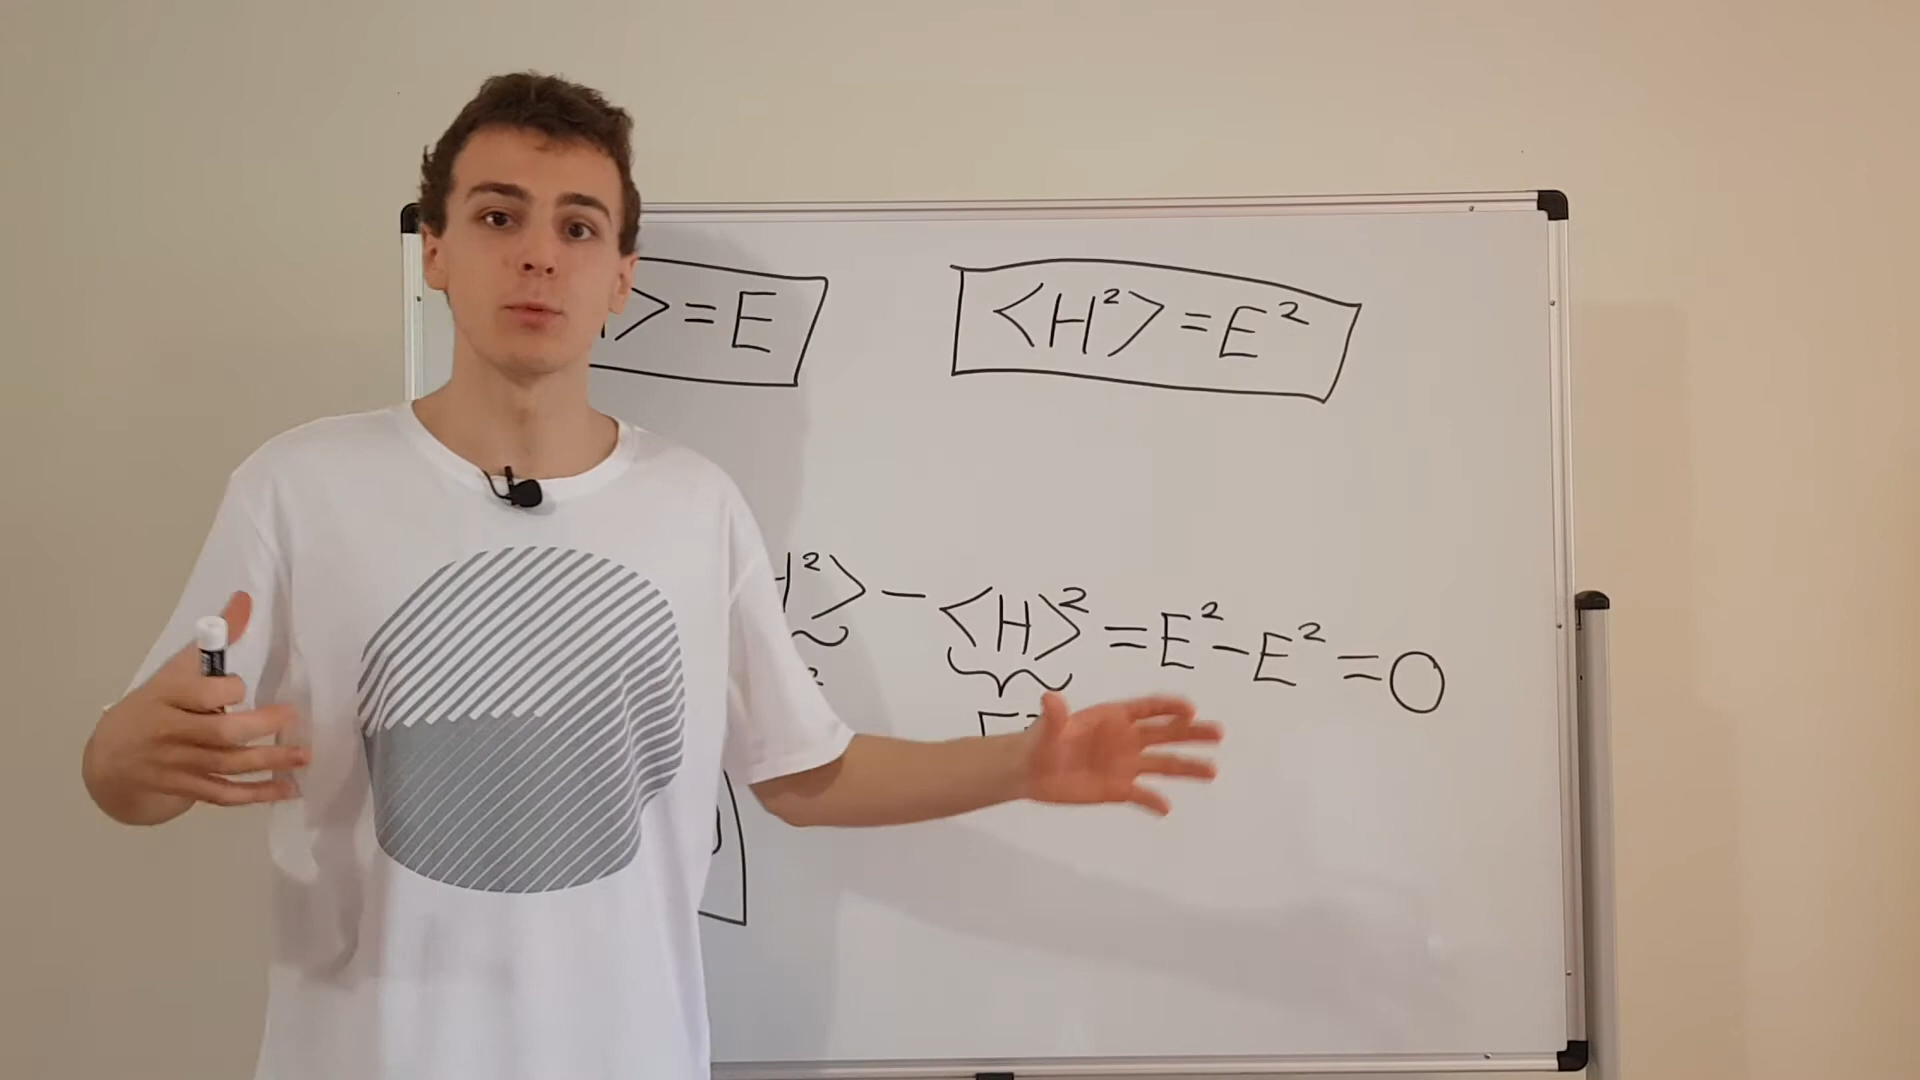 > = E
<H²> = E²
²> - <H>² = E² - E² = 0